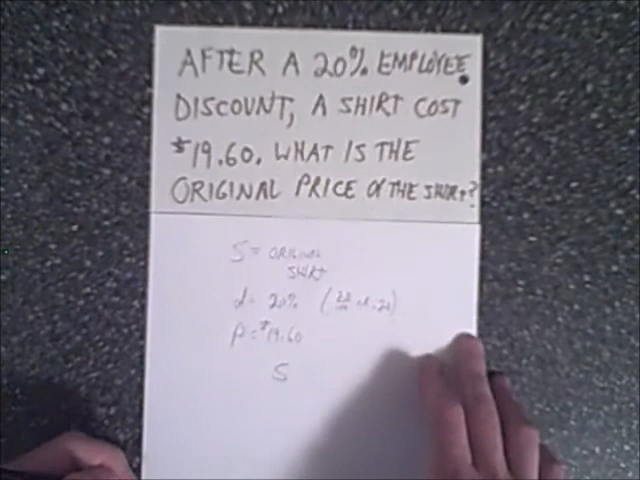 AFTER A 20% EMPLOYEE
DISCOUNT, A SHIRT COST
$19.60. WHAT IS THE
ORIGINAL PRICE OF THE SHIRT?
S = ORIGINAL
SHIRT
d = 20%
P = $19.60
S